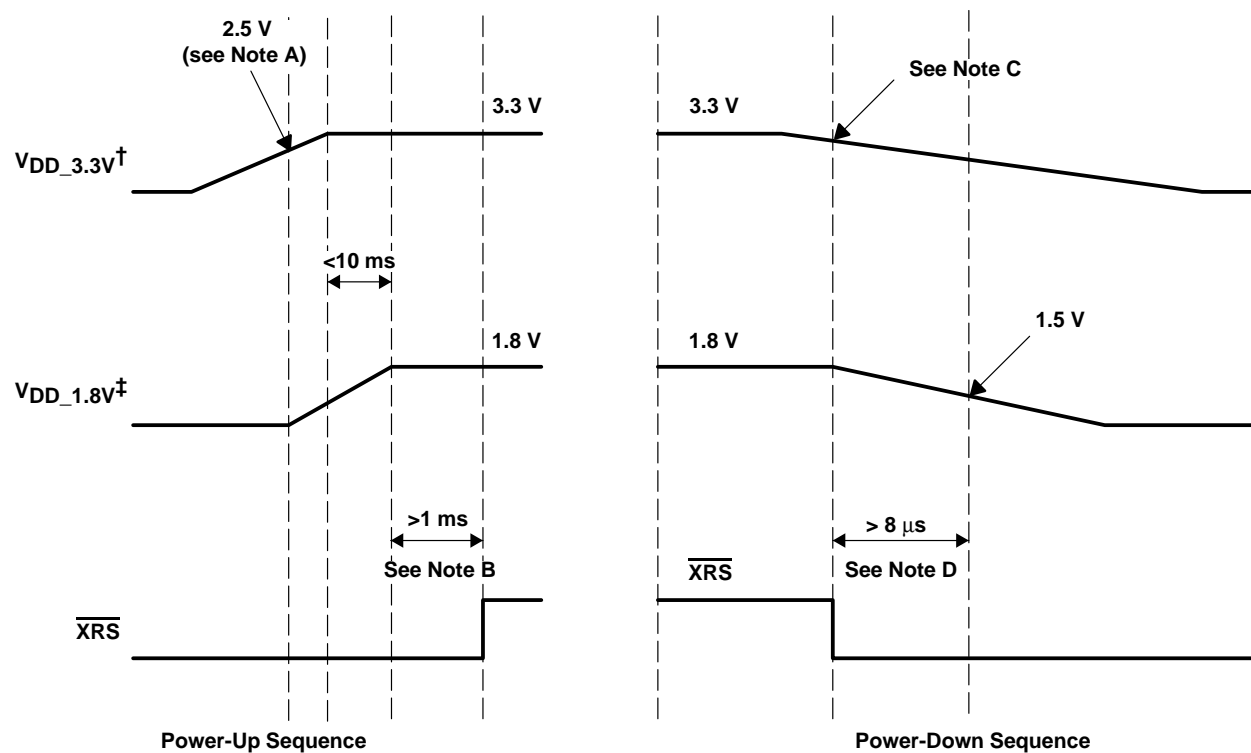 2.5 V
(see Note A)
See Note C
3.3 V
3.3 V
VDD_3.3V†
<10 ms
1.5 V
1.8 V
1.8 V
VDD_1.8V‡
>1 ms
> 8 μs
See Note B
XRS
See Note D
XRS
Power-Up Sequence
Power-Down Sequence